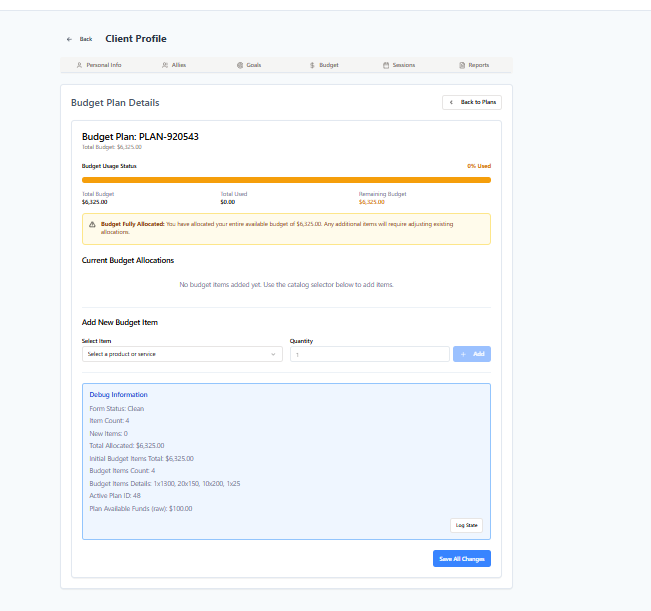 Back
Client Profile
Personal Info
Allies
Goals
Budget
Sessions
Reports
Budget Plan Details
Back to Plans
Budget Plan: PLAN-920543
Total Budget: $6,325.00
Budget Usage Status
0% Used
Total Budget
Total Used
Remaining Budget
$6,325.00
$0.00
$6,325.00
Budget Fully Allocated: You have allocated your entire available budget of $6,325.00. Any additional items will require adjusting existing
allocations.
Current Budget Allocations
No budget items added yet. Use the catalog selector below to add items.
Add New Budget Item
Select Item
Quantity
Select a product or service
1
+ Add
Debug Information
Form Status: Clean
Item Count: 4
New Items: 0
Total Allocated: $6,325.00
Initial Budget Items Total: $6,325.00
Budget Items Count: 4
Budget Items Details: 1x1300, 20x150, 10x200, 1x25
Active Plan ID: 48
Plan Available Funds (raw): $100.00
Log State
Save All Changes